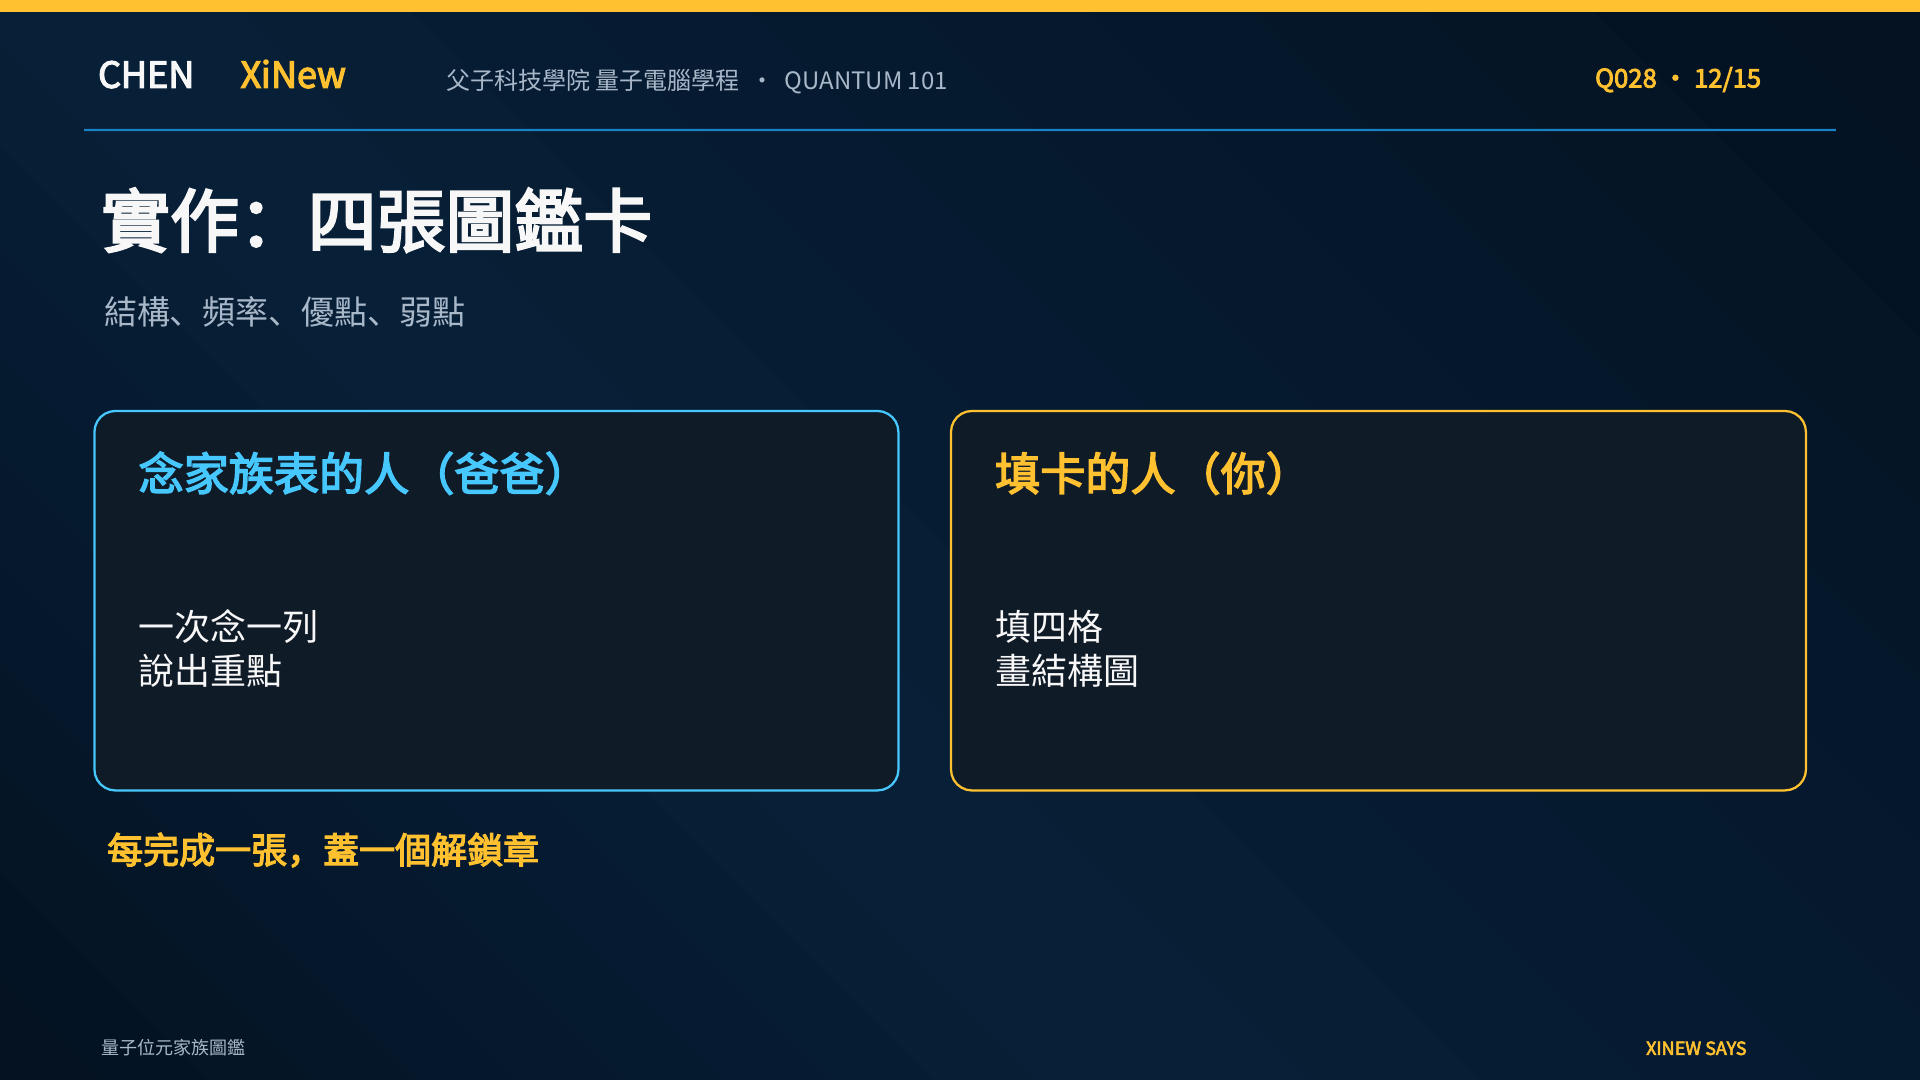 CHEN XiNew 父子科技學院 量子電腦學程 · QUANTUM 101 Q028 · 12/15
實作：四張圖鑑卡
結構、頻率、優點、弱點
念家族表的人（爸爸）
一次念一列
說出重點
填卡的人（你）
填四格
畫結構圖
每完成一張，蓋一個解鎖章
量子位元家族圖鑑 XINEW SAYS